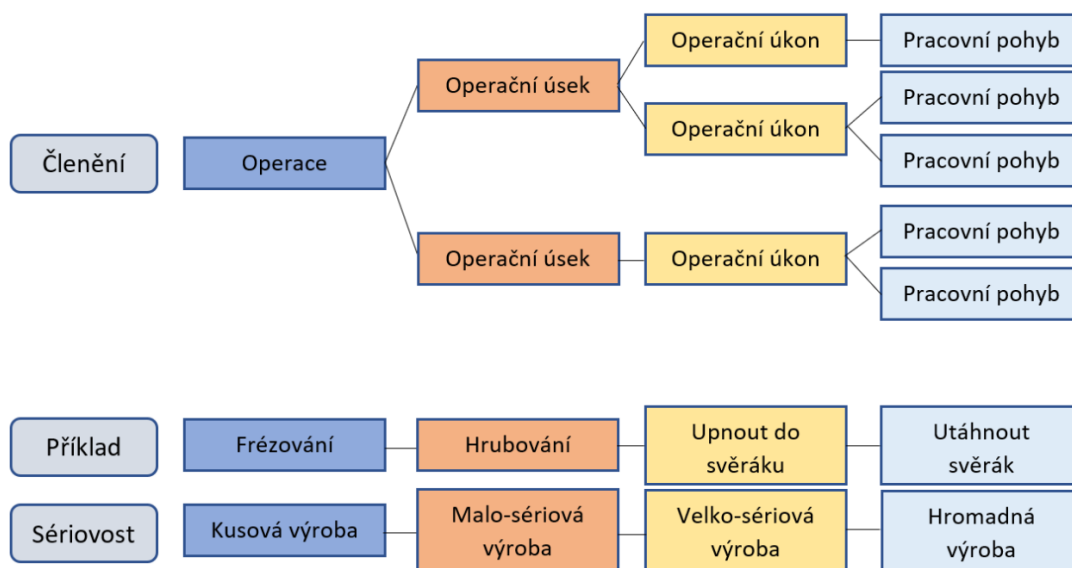 Operační úkon
Pracovní pohyb
Operační úsek
Pracovní pohyb
Operační úkon
Členění
Operace
Pracovní pohyb
Pracovní pohyb
Operační úsek
Operační úkon
Pracovní pohyb
Příklad
Frézování
Hrubování
Upnout do
svěráku
Utáhnout
svěrák
Sériovost
Kusová výroba
Malo-sériová
výroba
Velko-sériová
výroba
Hromadná
výroba